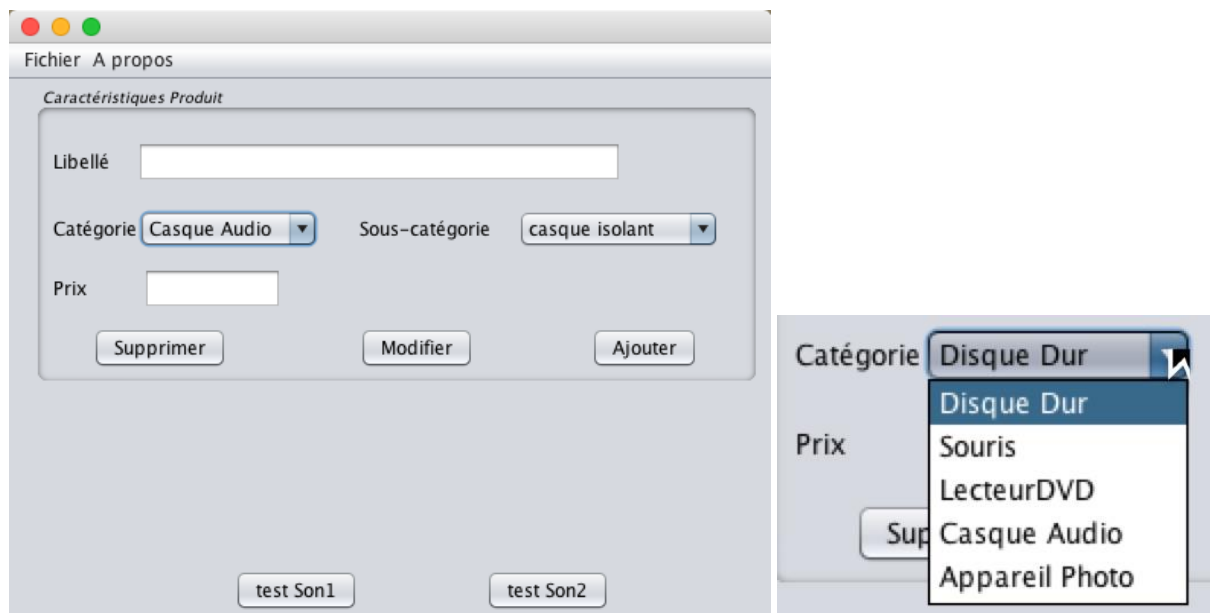 Fichier A propos
Caractéristiques Produit
Libellé
Catégorie Casque Audio Sous-catégorie casque isolant
Prix
Supprimer Modifier Ajouter
test Son1 test Son2
Catégorie Disque Dur
Disque Dur
Souris
Prix
LecteurDVD
Sup Casque Audio
Appareil Photo